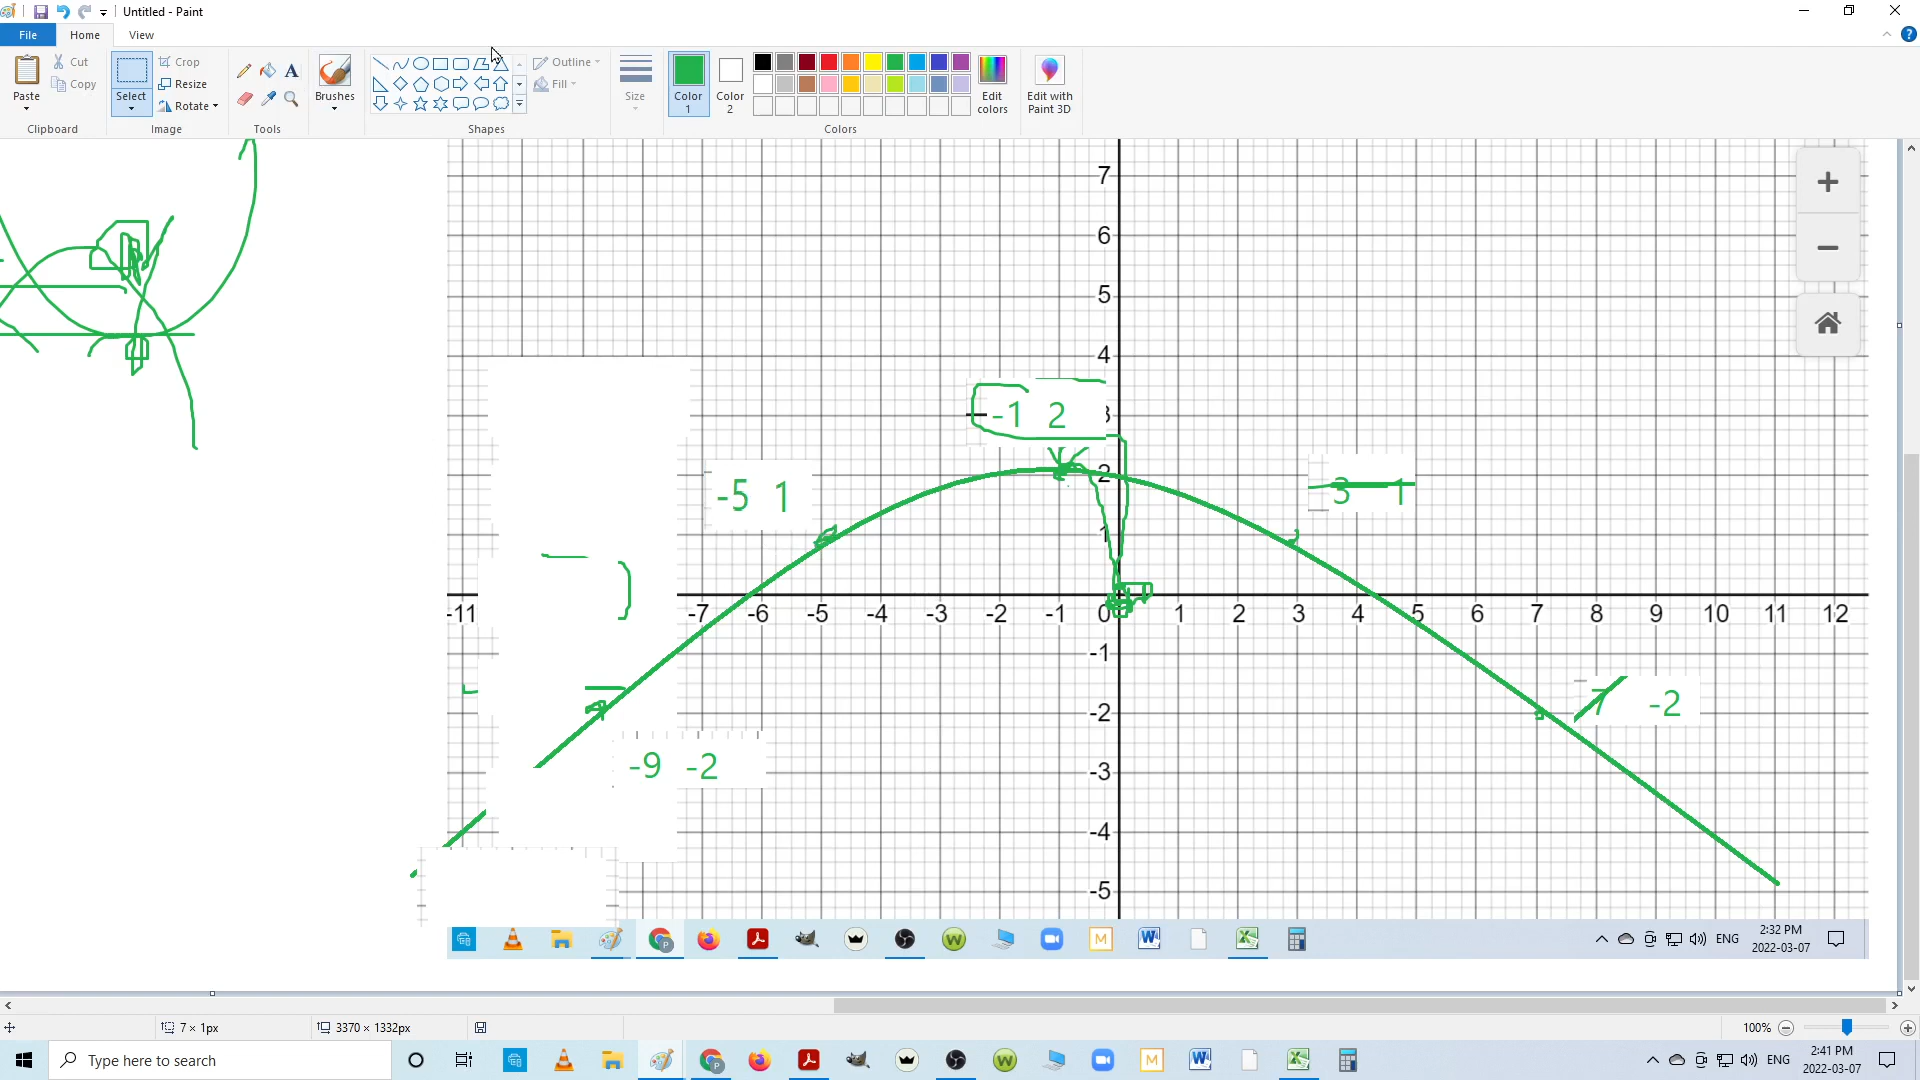 Untitled - Paint
File Home View
Cut
Copy
Paste
Clipboard
Crop
Resize
Rotate
Select
Image
Tools
Brushes
Shapes
Outline
Fill
Size
Color 1
Color 2
Colors
Edit colors
Edit with Paint 3D
7
6
5
4
3
2
1
-11 -7 -6 -5 -4 -3 -2 -1 0 1 2 3 4 5 6 7 8 9 10 11 12
-1
-2
-3
-4
-5
-1 2
-5 1
3 1
7 -2
-9 -2
ENG
2:32 PM
2022-03-07
7 × 1px
3370 × 1332px
100%
Type here to search
ENG
2:41 PM
2022-03-07